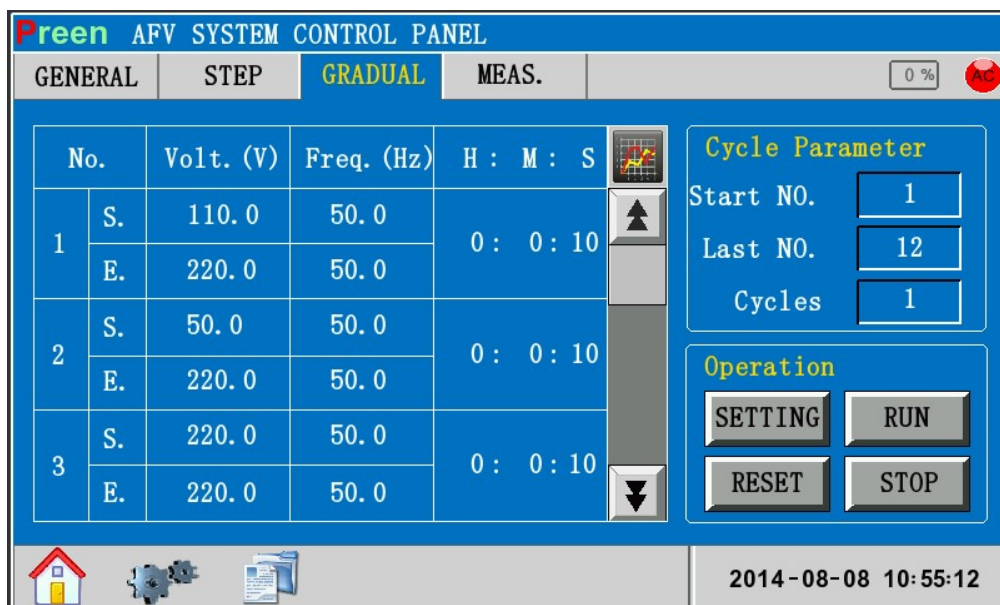 Preen AFV SYSTEM CONTROL PANEL
GENERAL STEP GRADUAL MEAS. 0 % AC
No. Volt. (V) Freq. (Hz) H : M : S
1 S. 110.0 50.0 0 : 0 : 10
E. 220.0 50.0
2 S. 50.0 50.0 0 : 0 : 10
E. 220.0 50.0
3 S. 220.0 50.0 0 : 0 : 10
E. 220.0 50.0
Cycle Parameter
Start NO. 1
Last NO. 12
Cycles 1
Operation
SETTING RUN
RESET STOP
2014-08-08 10:55:12